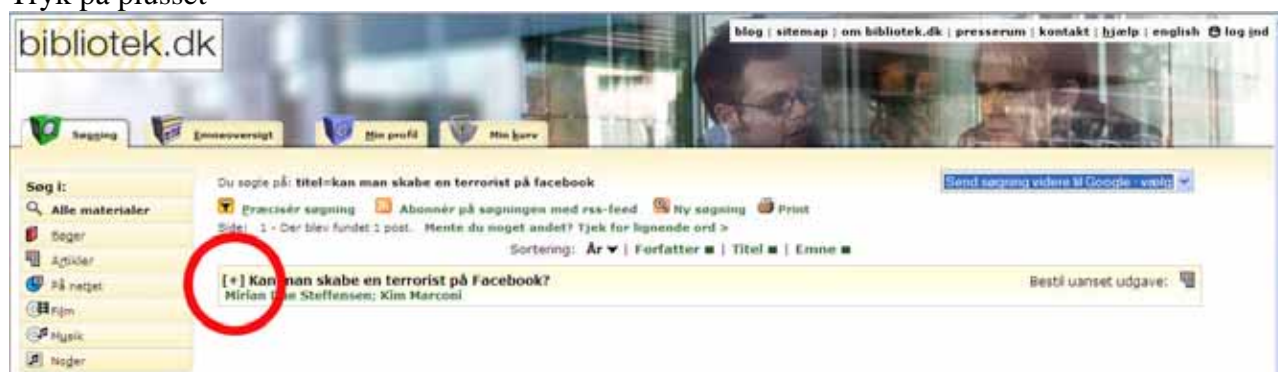 Tryk på plusset
bibliotek.dk
blog | sitemap | om bibliotek.dk | presserum | kontakt | hjælp | english log ind
Søgning Emneoversigt Min profil Min kurv
Søg i:
Alle materialer
Bøger
Artikler
På nettet
Film
Musik
Noder
Du søgte på: titel=kan man skabe en terrorist på facebook
Send søgning videre til Google - vælg
Præcisér søgning Abonnér på søgningen med rss-feed Ny søgning Print
Side: 1 - Der blev fundet 1 post. Mente du noget andet? Tjek for lignende ord >
Sortering: År | Forfatter | Titel | Emne
[+] Kan man skabe en terrorist på Facebook?
Bestil uanset udgave:
Mirian Due Steffensen; Kim Marconi